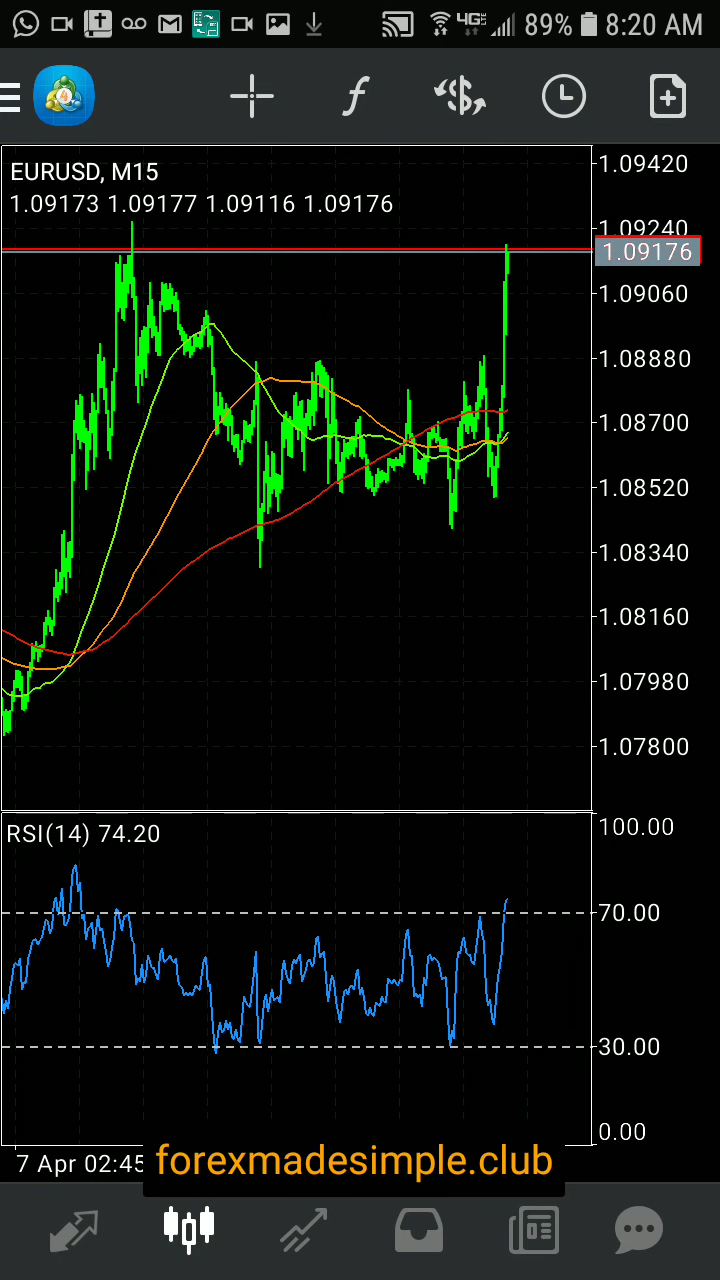 4GE 89% 8:20 AM
4
f $
EURUSD, M15
1.09173 1.09177 1.09116 1.09176
1.09420
1.09240
1.09176
1.09060
1.08880
1.08700
1.08520
1.08340
1.08160
1.07980
1.07800
RSI(14) 74.20
100.00
70.00
30.00
0.00
7 Apr 02:45
forexmadesimple.club